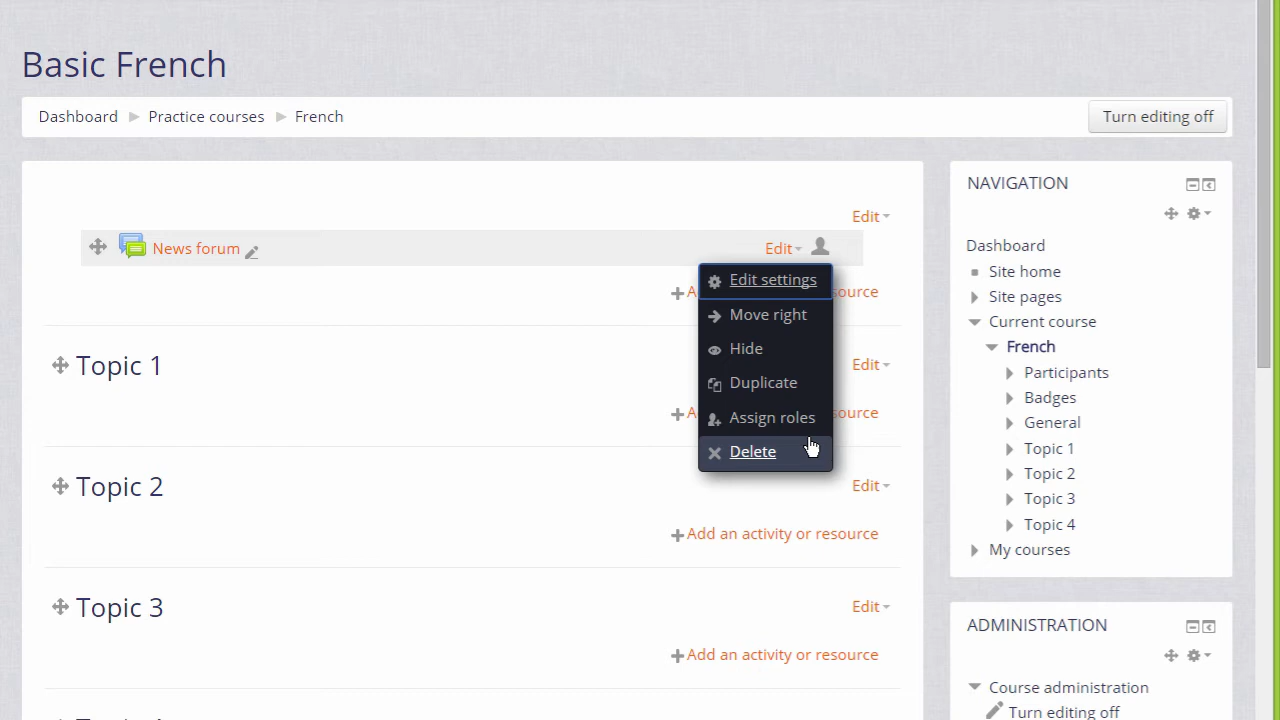 Basic French
Dashboard Practice courses French
Turn editing off
Edit
News forum Edit
Edit settings
Move right
Hide
Duplicate
Assign roles
Delete
Topic 1 Edit
Topic 2 Edit
Add an activity or resource
Topic 3 Edit
Add an activity or resource
NAVIGATION
Dashboard
Site home
Site pages
Current course
French
Participants
Badges
General
Topic 1
Topic 2
Topic 3
Topic 4
My courses
ADMINISTRATION
Course administration
Turn editing off